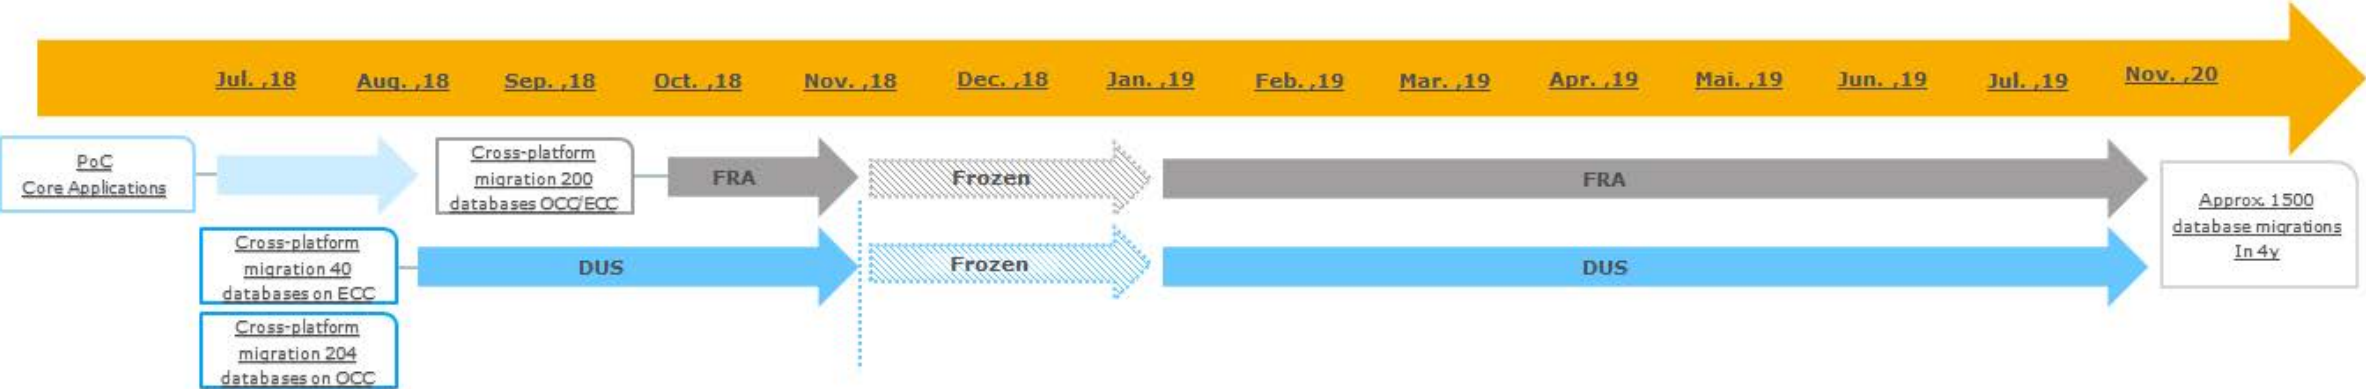 Jul. ,18 Aug. ,18 Sep. ,18 Oct. ,18 Nov. ,18 Dec. ,18 Jan. ,19 Feb. ,19 Mar. ,19 Apr. ,19 Mai. ,19 Jun. ,19 Jul. ,19 Nov. ,20
PoC
Core Applications
Cross-platform
migration 200
databases OCC/ECC
FRA
Frozen
FRA
Approx. 1500
database migrations
In 4y
Cross-platform
migration 40
databases on ECC
DUS
Frozen
DUS
Cross-platform
migration 204
databases on OCC